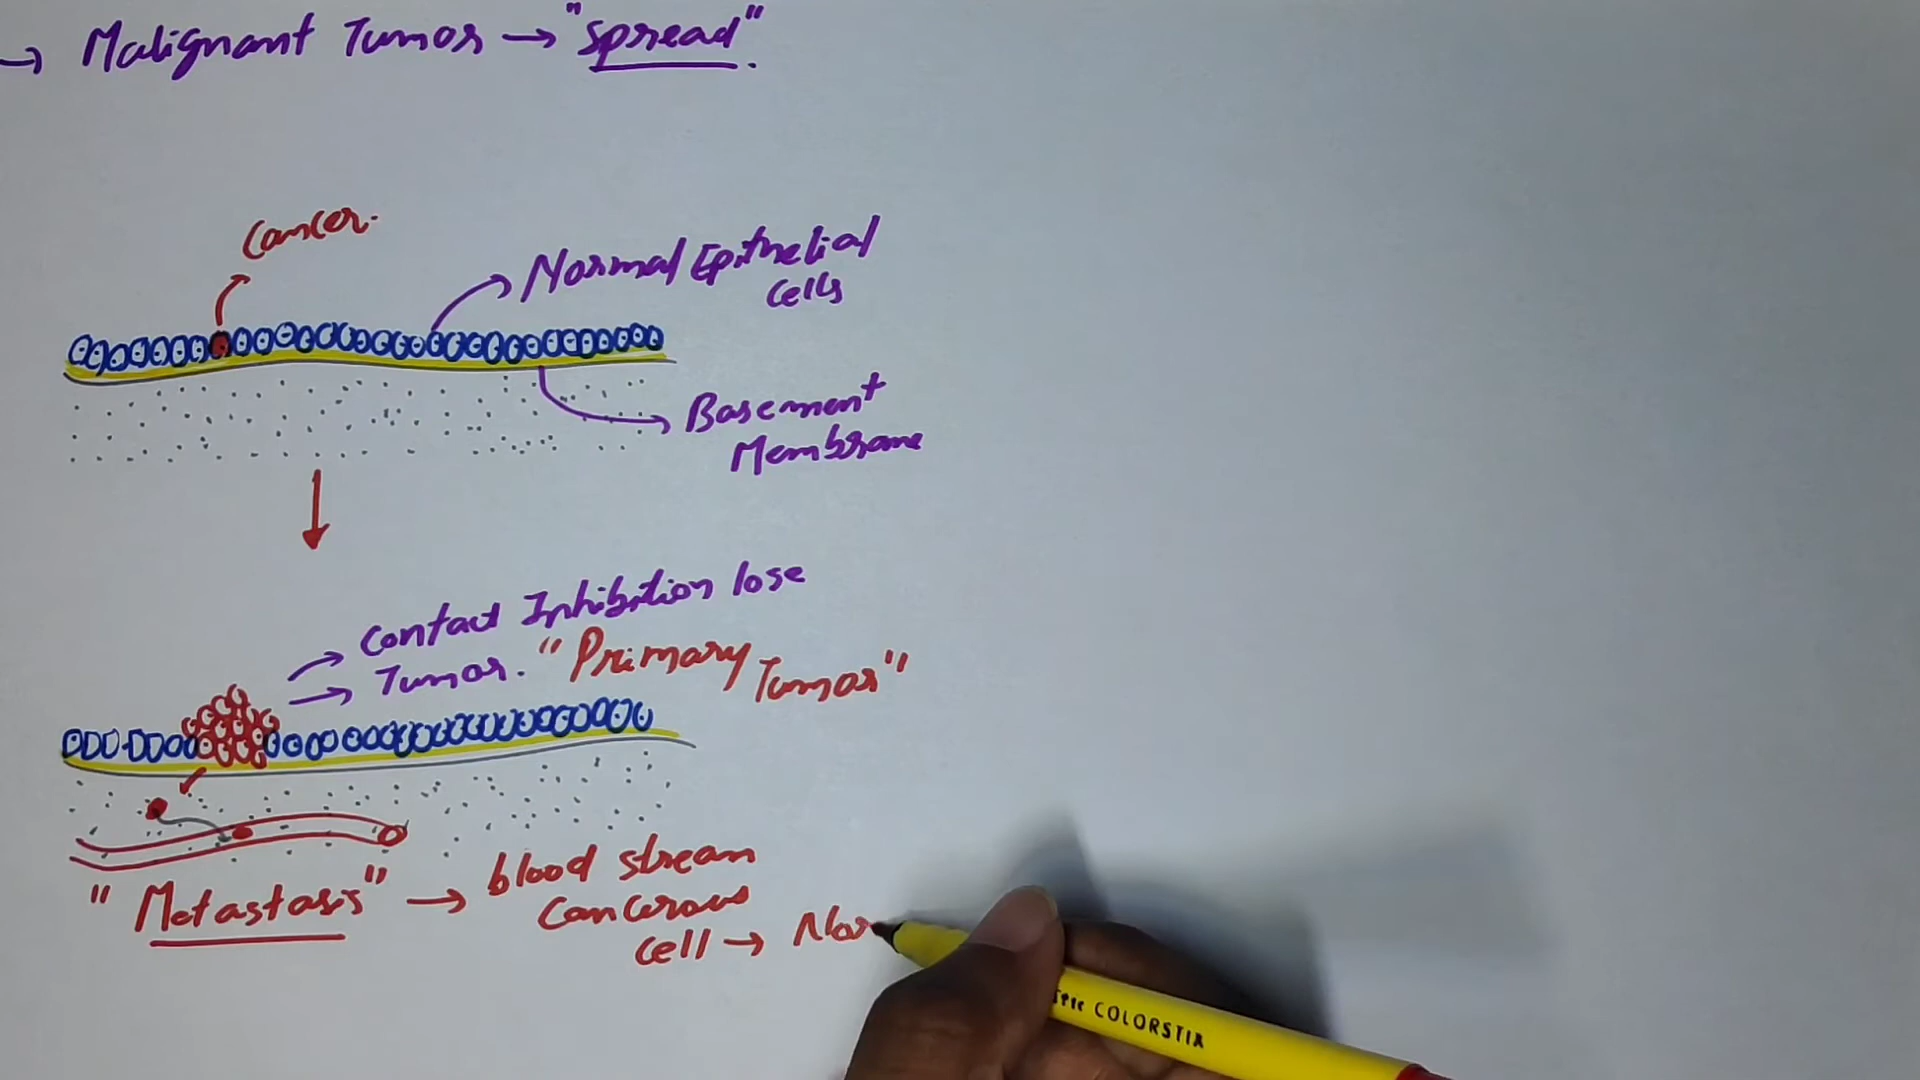 → Malignant Tumor → "Spread".
Cancer.
Normal Epithelial
Cells
Basement
Membrane
Contact Inhibition lose
Tumor. "Primary Tumor"
"Metastasis" → blood stream
Cancerous
Cell → Nor
COLORSTIX